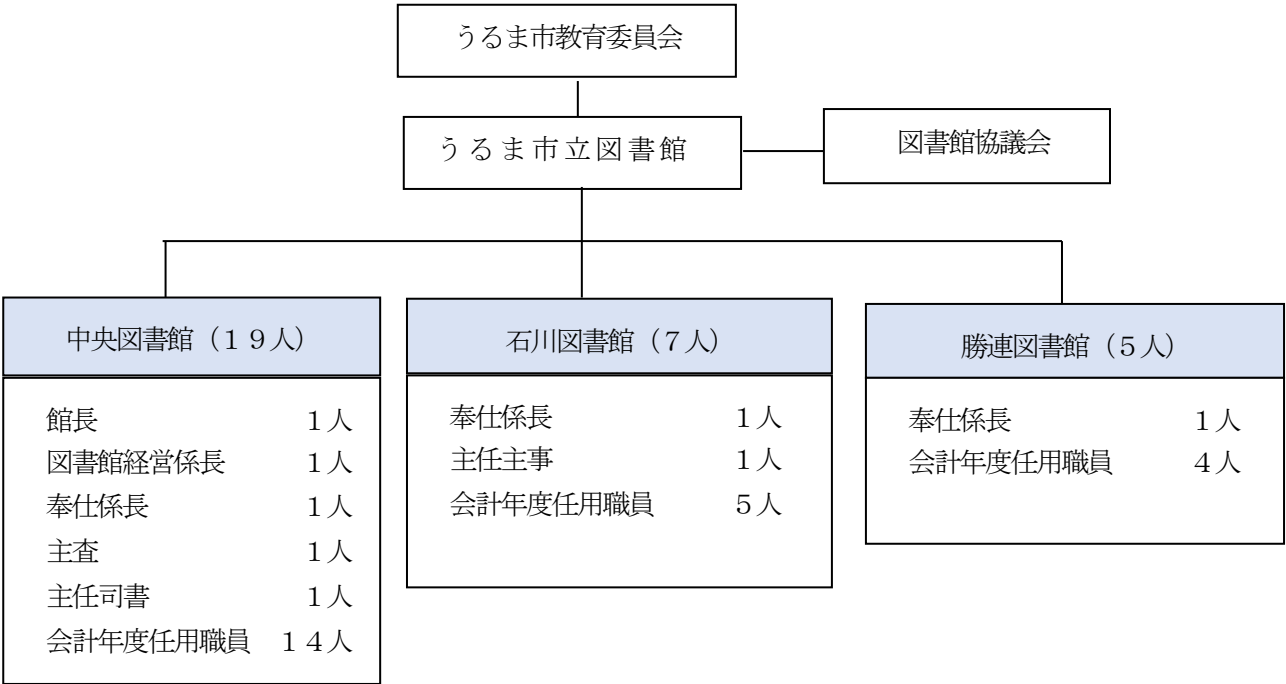 うるま市教育委員会
うるま市立図書館
図書館協議会
中央図書館（１９人）
館長 １人
図書館経営係長 １人
奉仕係長 １人
主査 １人
主任司書 １人
会計年度任用職員 １４人
石川図書館（７人）
奉仕係長 １人
主任主事 １人
会計年度任用職員 ５人
勝連図書館（５人）
奉仕係長 １人
会計年度任用職員 ４人